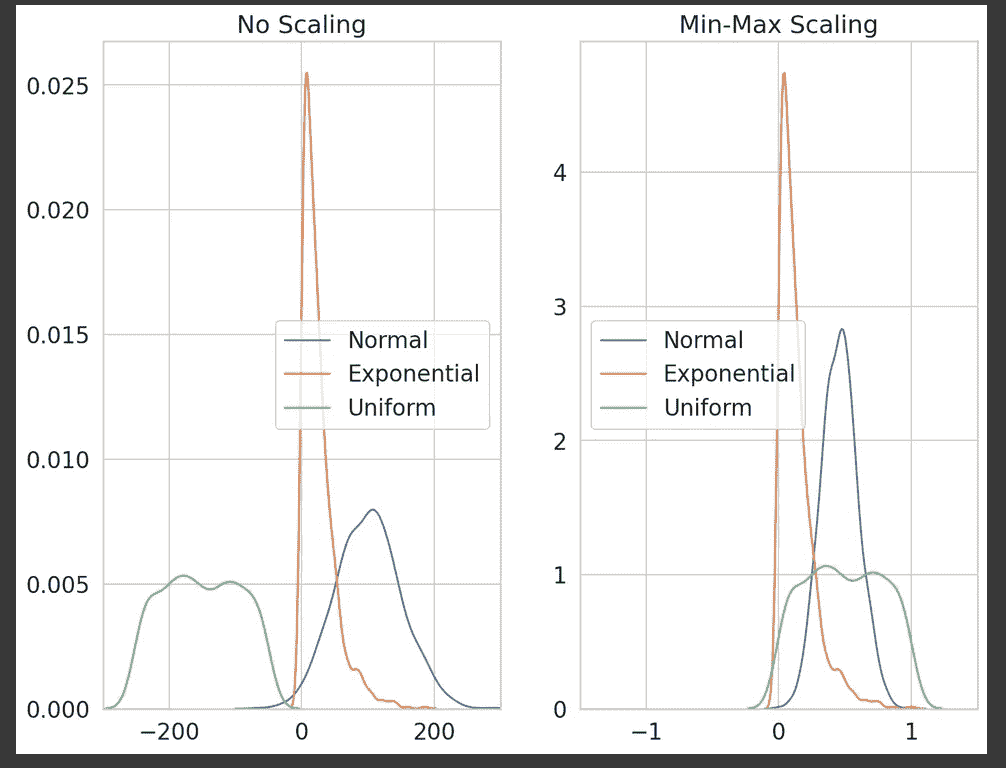 No Scaling
0.025
0.020
0.015
0.010
0.005
0.000
−200
0
200
Normal
Exponential
Uniform
Min-Max Scaling
4
3
2
1
0
−1
0
1
Normal
Exponential
Uniform